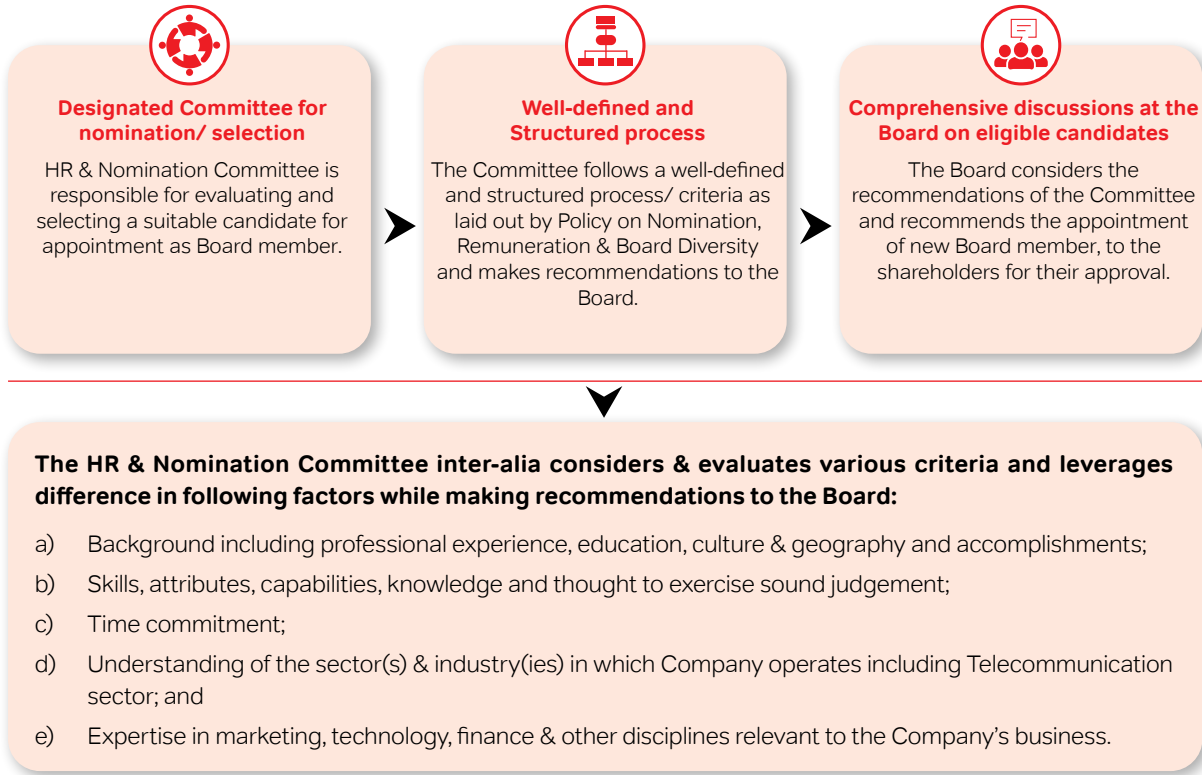 Designated Committee for
nomination/ selection
HR & Nomination Committee is
responsible for evaluating and
selecting a suitable candidate for
appointment as Board member.
Well-defined and
Structured process
The Committee follows a well-defined
and structured process/ criteria as
laid out by Policy on Nomination,
Remuneration & Board Diversity
and makes recommendations to the
Board.
Comprehensive discussions at the
Board on eligible candidates
The Board considers the
recommendations of the Committee
and recommends the appointment
of new Board member, to the
shareholders for their approval.
The HR & Nomination Committee inter-alia considers & evaluates various criteria and leverages
difference in following factors while making recommendations to the Board:
a) Background including professional experience, education, culture & geography and accomplishments;
b) Skills, attributes, capabilities, knowledge and thought to exercise sound judgement;
c) Time commitment;
d) Understanding of the sector(s) & industry(ies) in which Company operates including Telecommunication
sector; and
e) Expertise in marketing, technology, finance & other disciplines relevant to the Company's business.